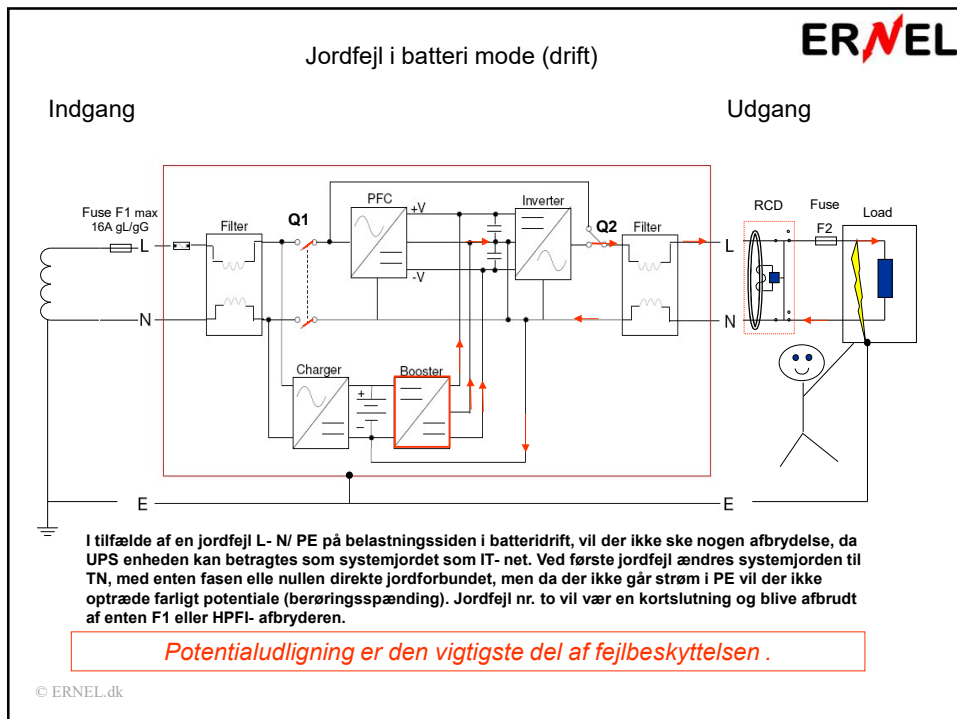 ERNEL
Jordfejl i batteri mode (drift)
Indgang
Udgang
Fuse F1 max
16A gL/gG
L
Filter
Q1
PFC
+V
-V
Inverter
Q2
Filter
L
RCD
Fuse
F2
Load
N
N
Charger
+
−
Booster
E
E
I tilfælde af en jordfejl L- N/ PE på belastningssiden i batteridrift, vil der ikke ske nogen afbrydelse, da
UPS enheden kan betragtes som systemjordet som IT- net. Ved første jordfejl ændres systemjorden til
TN, med enten fasen elle nullen direkte jordforbundet, men da der ikke går strøm i PE vil der ikke
optræde farligt potentiale (berøringsspænding). Jordfejl nr. to vil vær en kortslutning og blive afbrudt
af enten F1 eller HPFI- afbryderen.
Potentialudligning er den vigtigste del af fejlbeskyttelsen .
© ERNEL.dk